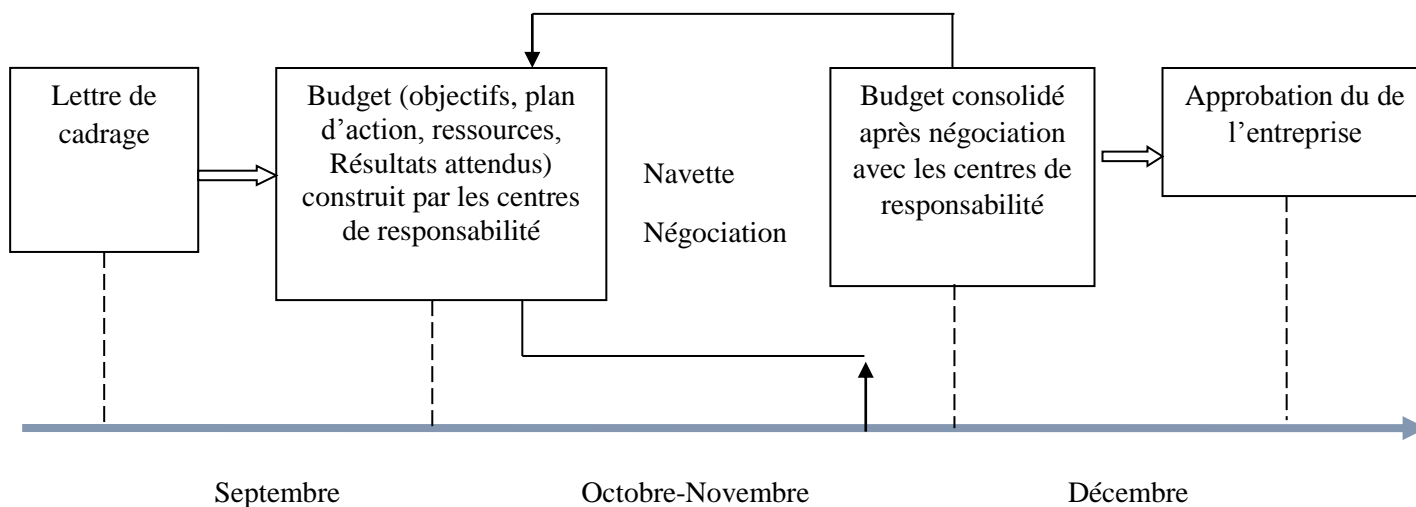 Lettre de
cadrage
Budget (objectifs, plan
d’action, ressources,
Résultats attendus)
construit par les centres
de responsabilité
Navette
Négociation
Budget consolidé
après négociation
avec les centres de
responsabilité
Approbation du de
l’entreprise
Septembre
Octobre-Novembre
Décembre